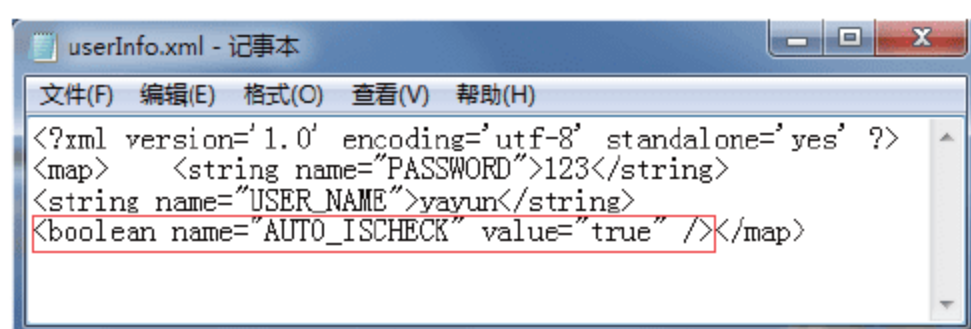 userInfo.xml - 记事本
文件(F) 编辑(E) 格式(O) 查看(V) 帮助(H)
<?xml version='1.0' encoding='utf-8' standalone='yes' ?>
<map>    <string name="PASSWORD">123</string>
<string name="USER_NAME">yayun</string>
<boolean name="AUTO_ISCHECK" value="true" /></map>